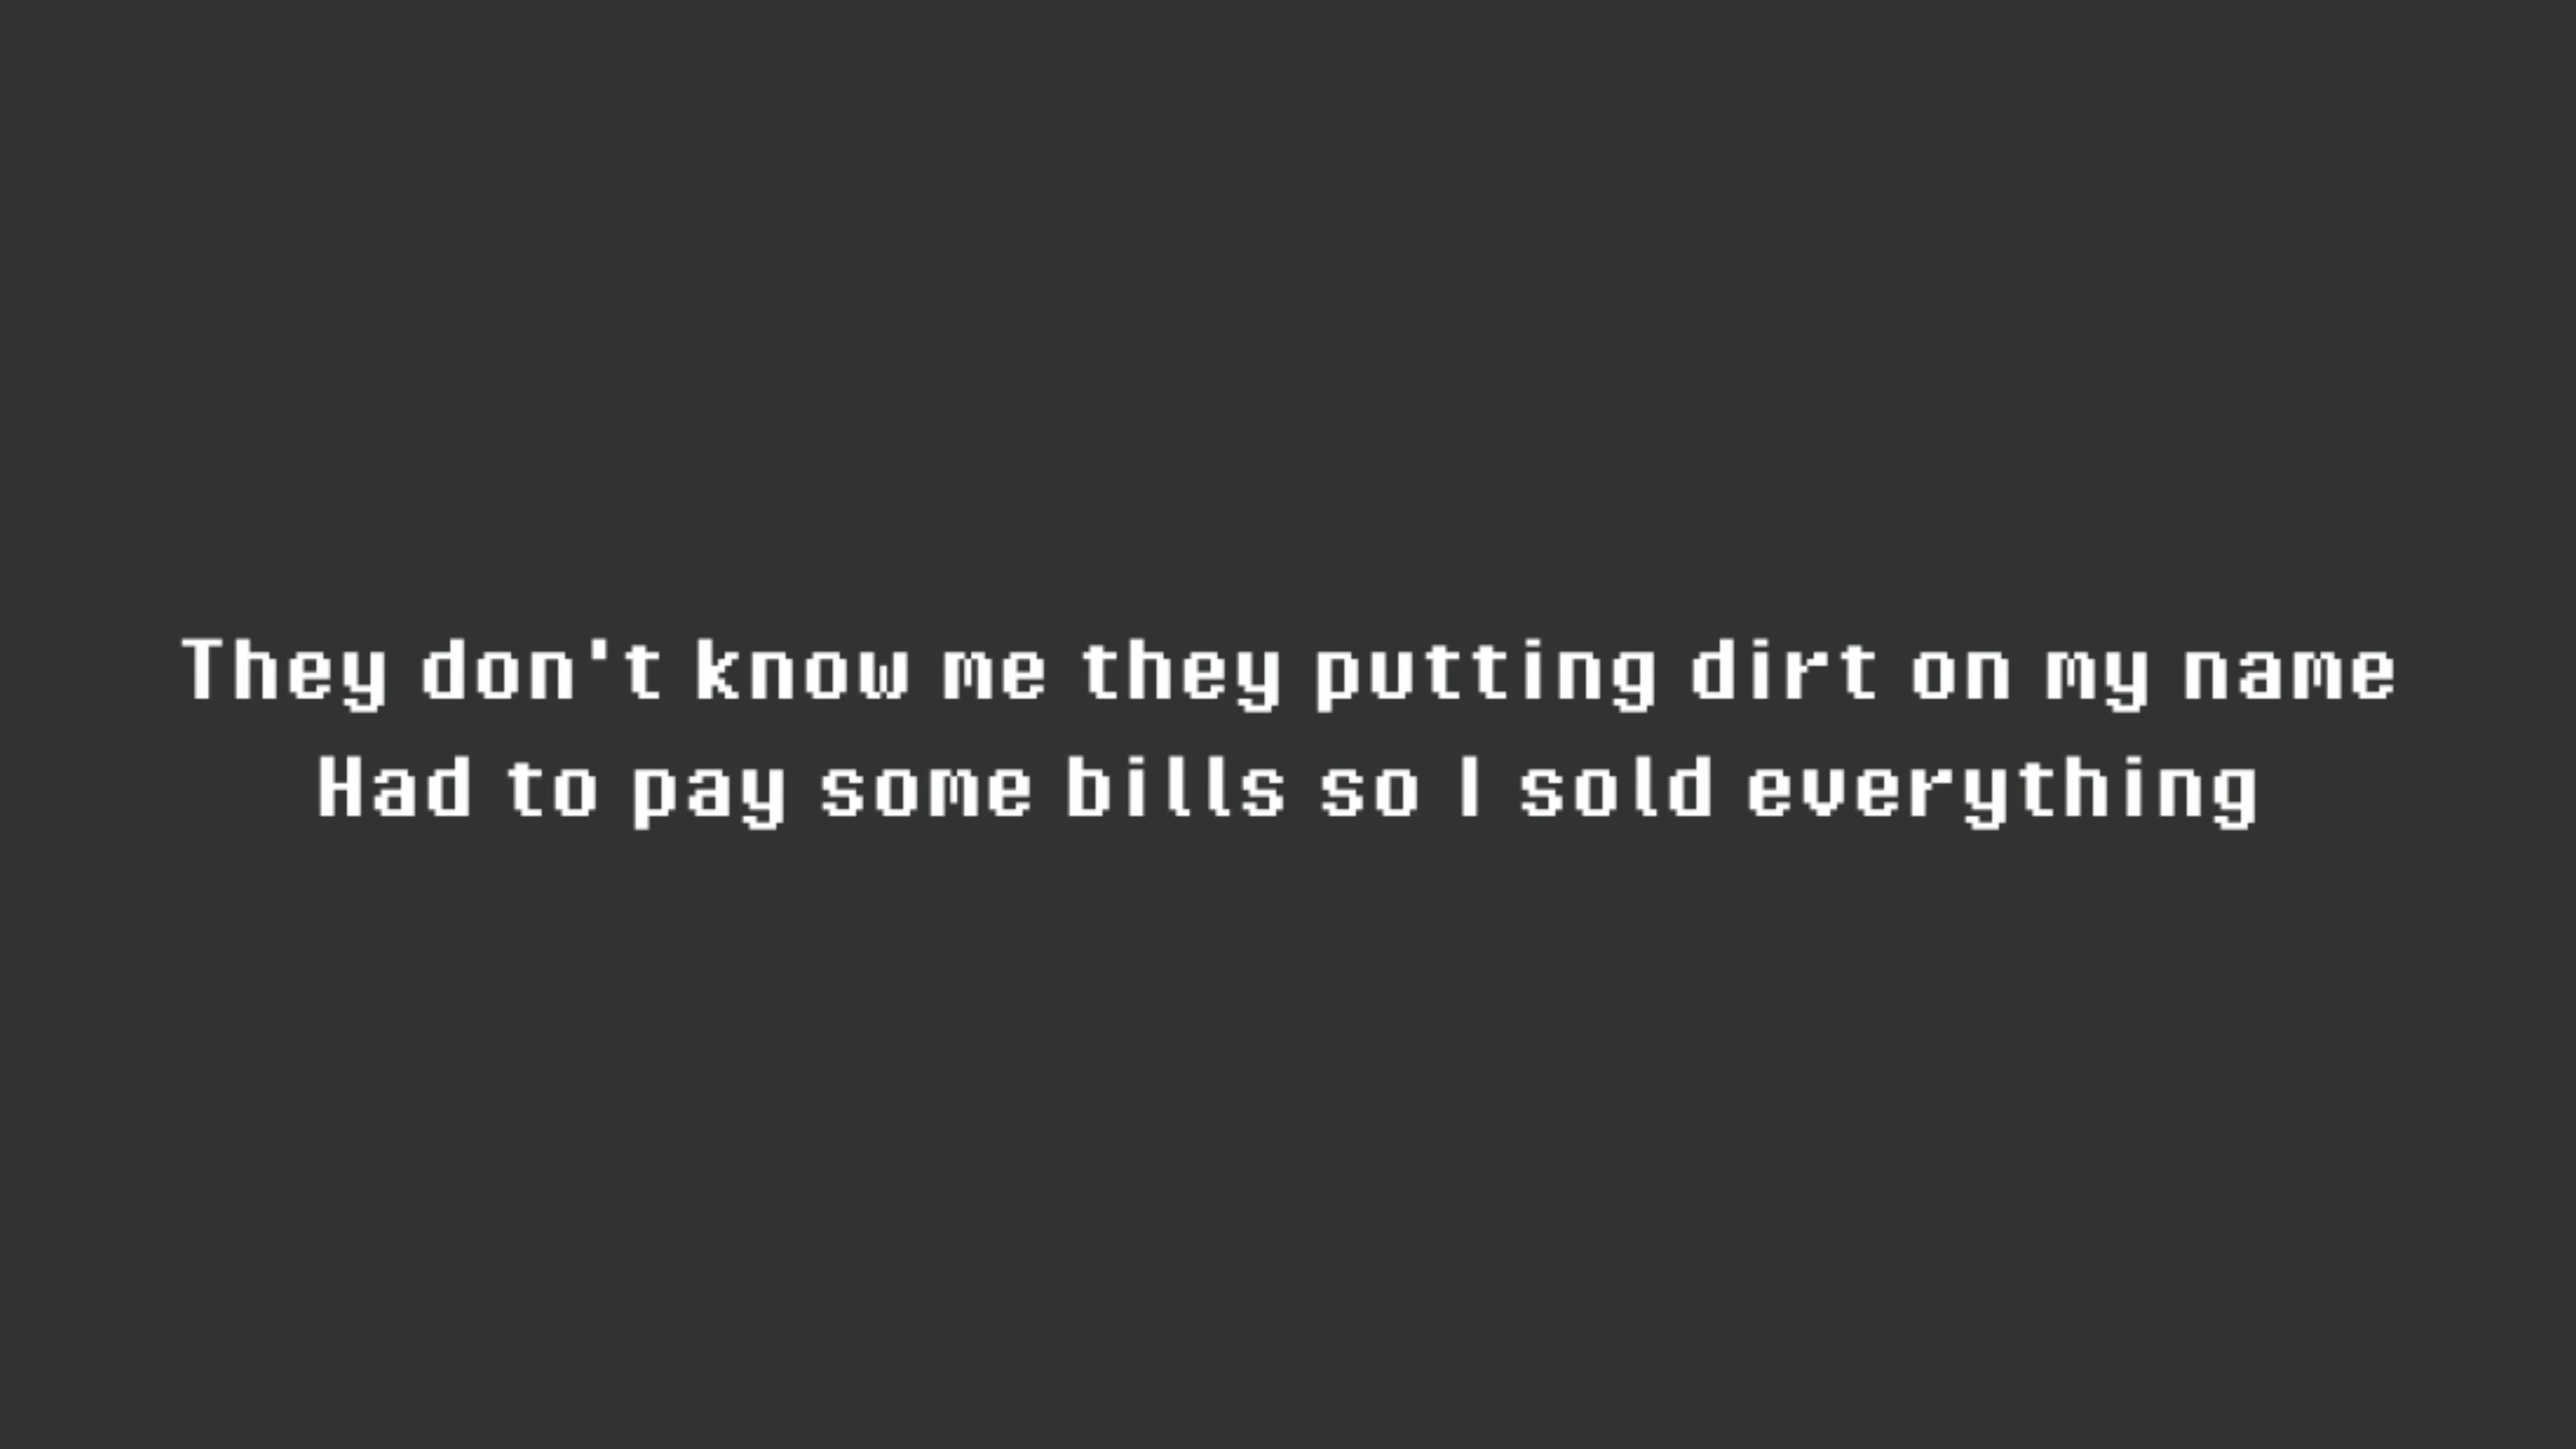 They don't know me they putting dirt on my name
Had to pay some bills so I sold everything